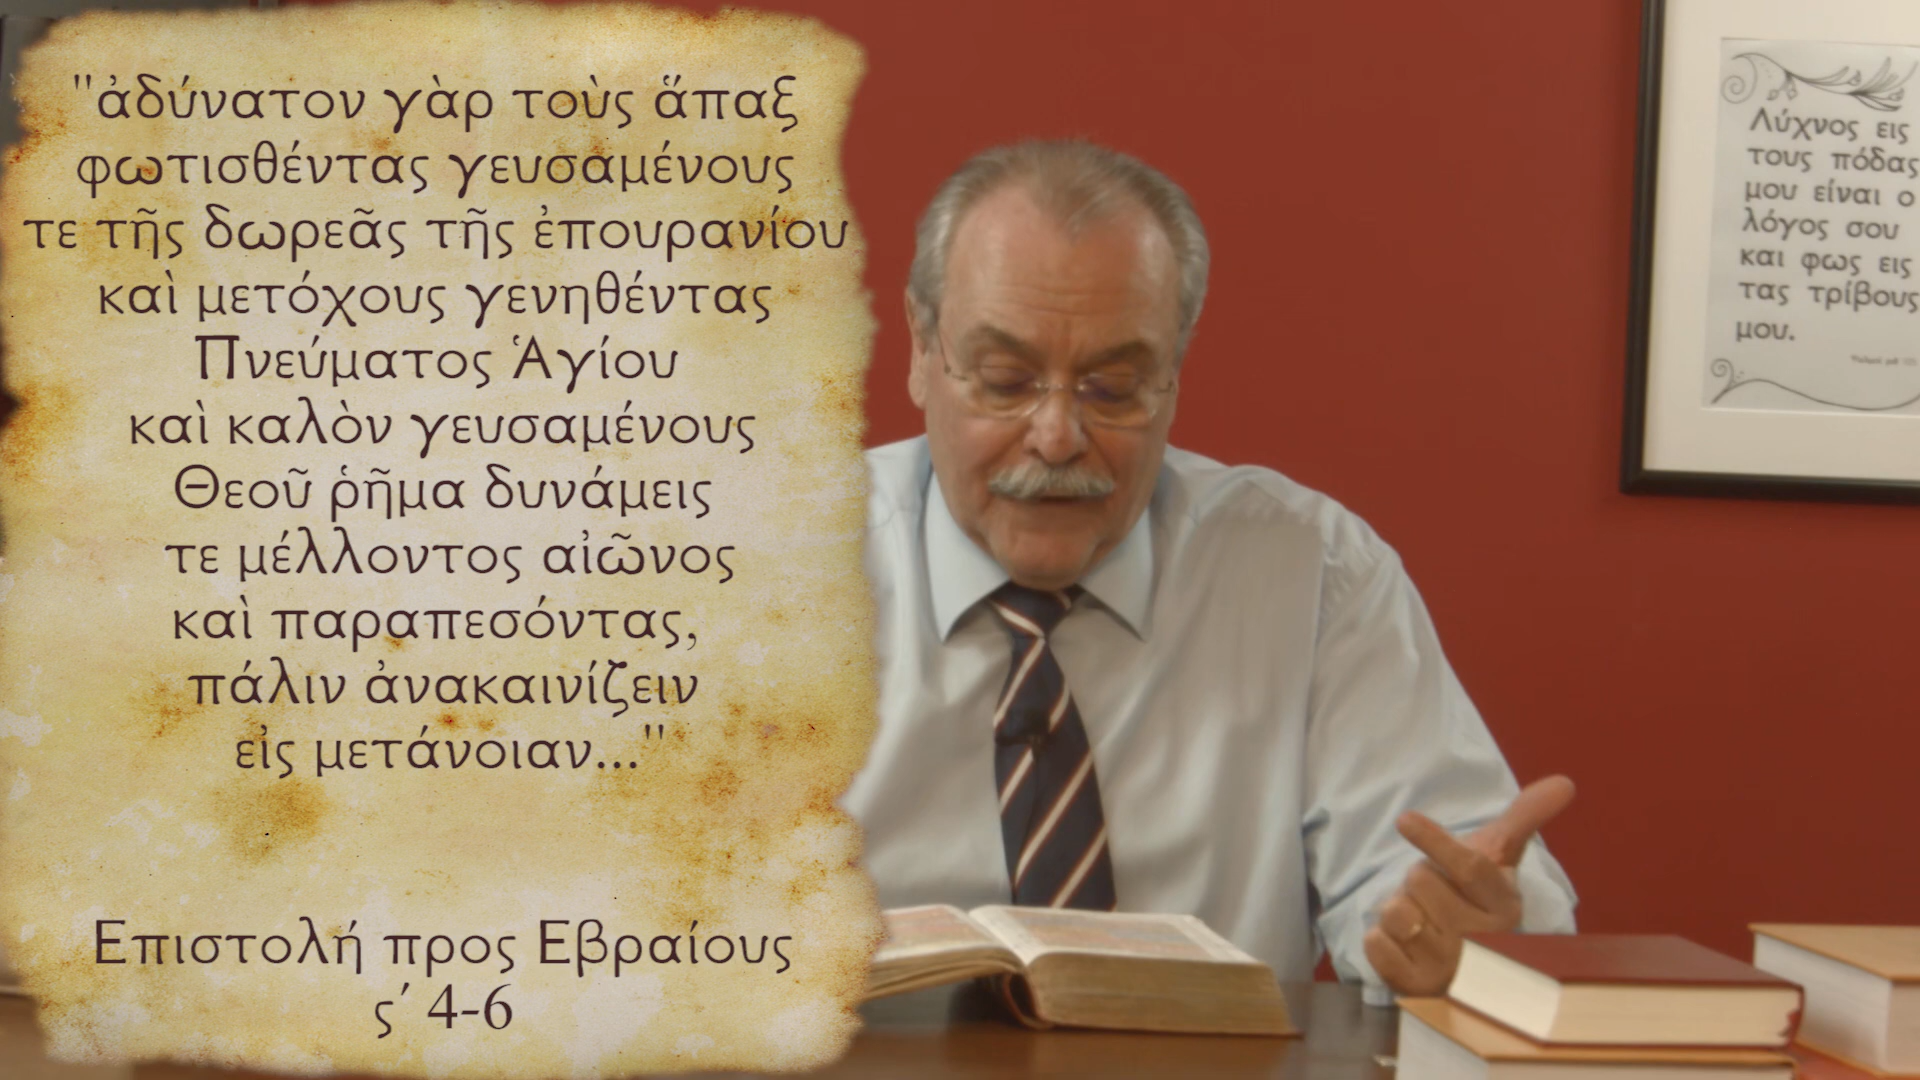 "ἀδύνατον γὰρ τοὺς ἅπαξ
φωτισθέντας γευσαμένους
τε τῆς δωρεᾶς τῆς ἐπουρανίου
καὶ μετόχους γενηθέντας
Πνεύματος Ἁγίου
καὶ καλὸν γευσαμένους
Θεοῦ ῥῆμα δυνάμεις
τε μέλλοντος αἰῶνος
καὶ παραπεσόντας,
πάλιν ἀνακαινίζειν
εἰς μετάνοιαν..."
Επιστολή προς Εβραίους
ς΄ 4-6
Λύχνος εις
τους πόδας
μου είναι ο
λόγος σου
και φως εις
τας τρίβους
μου.